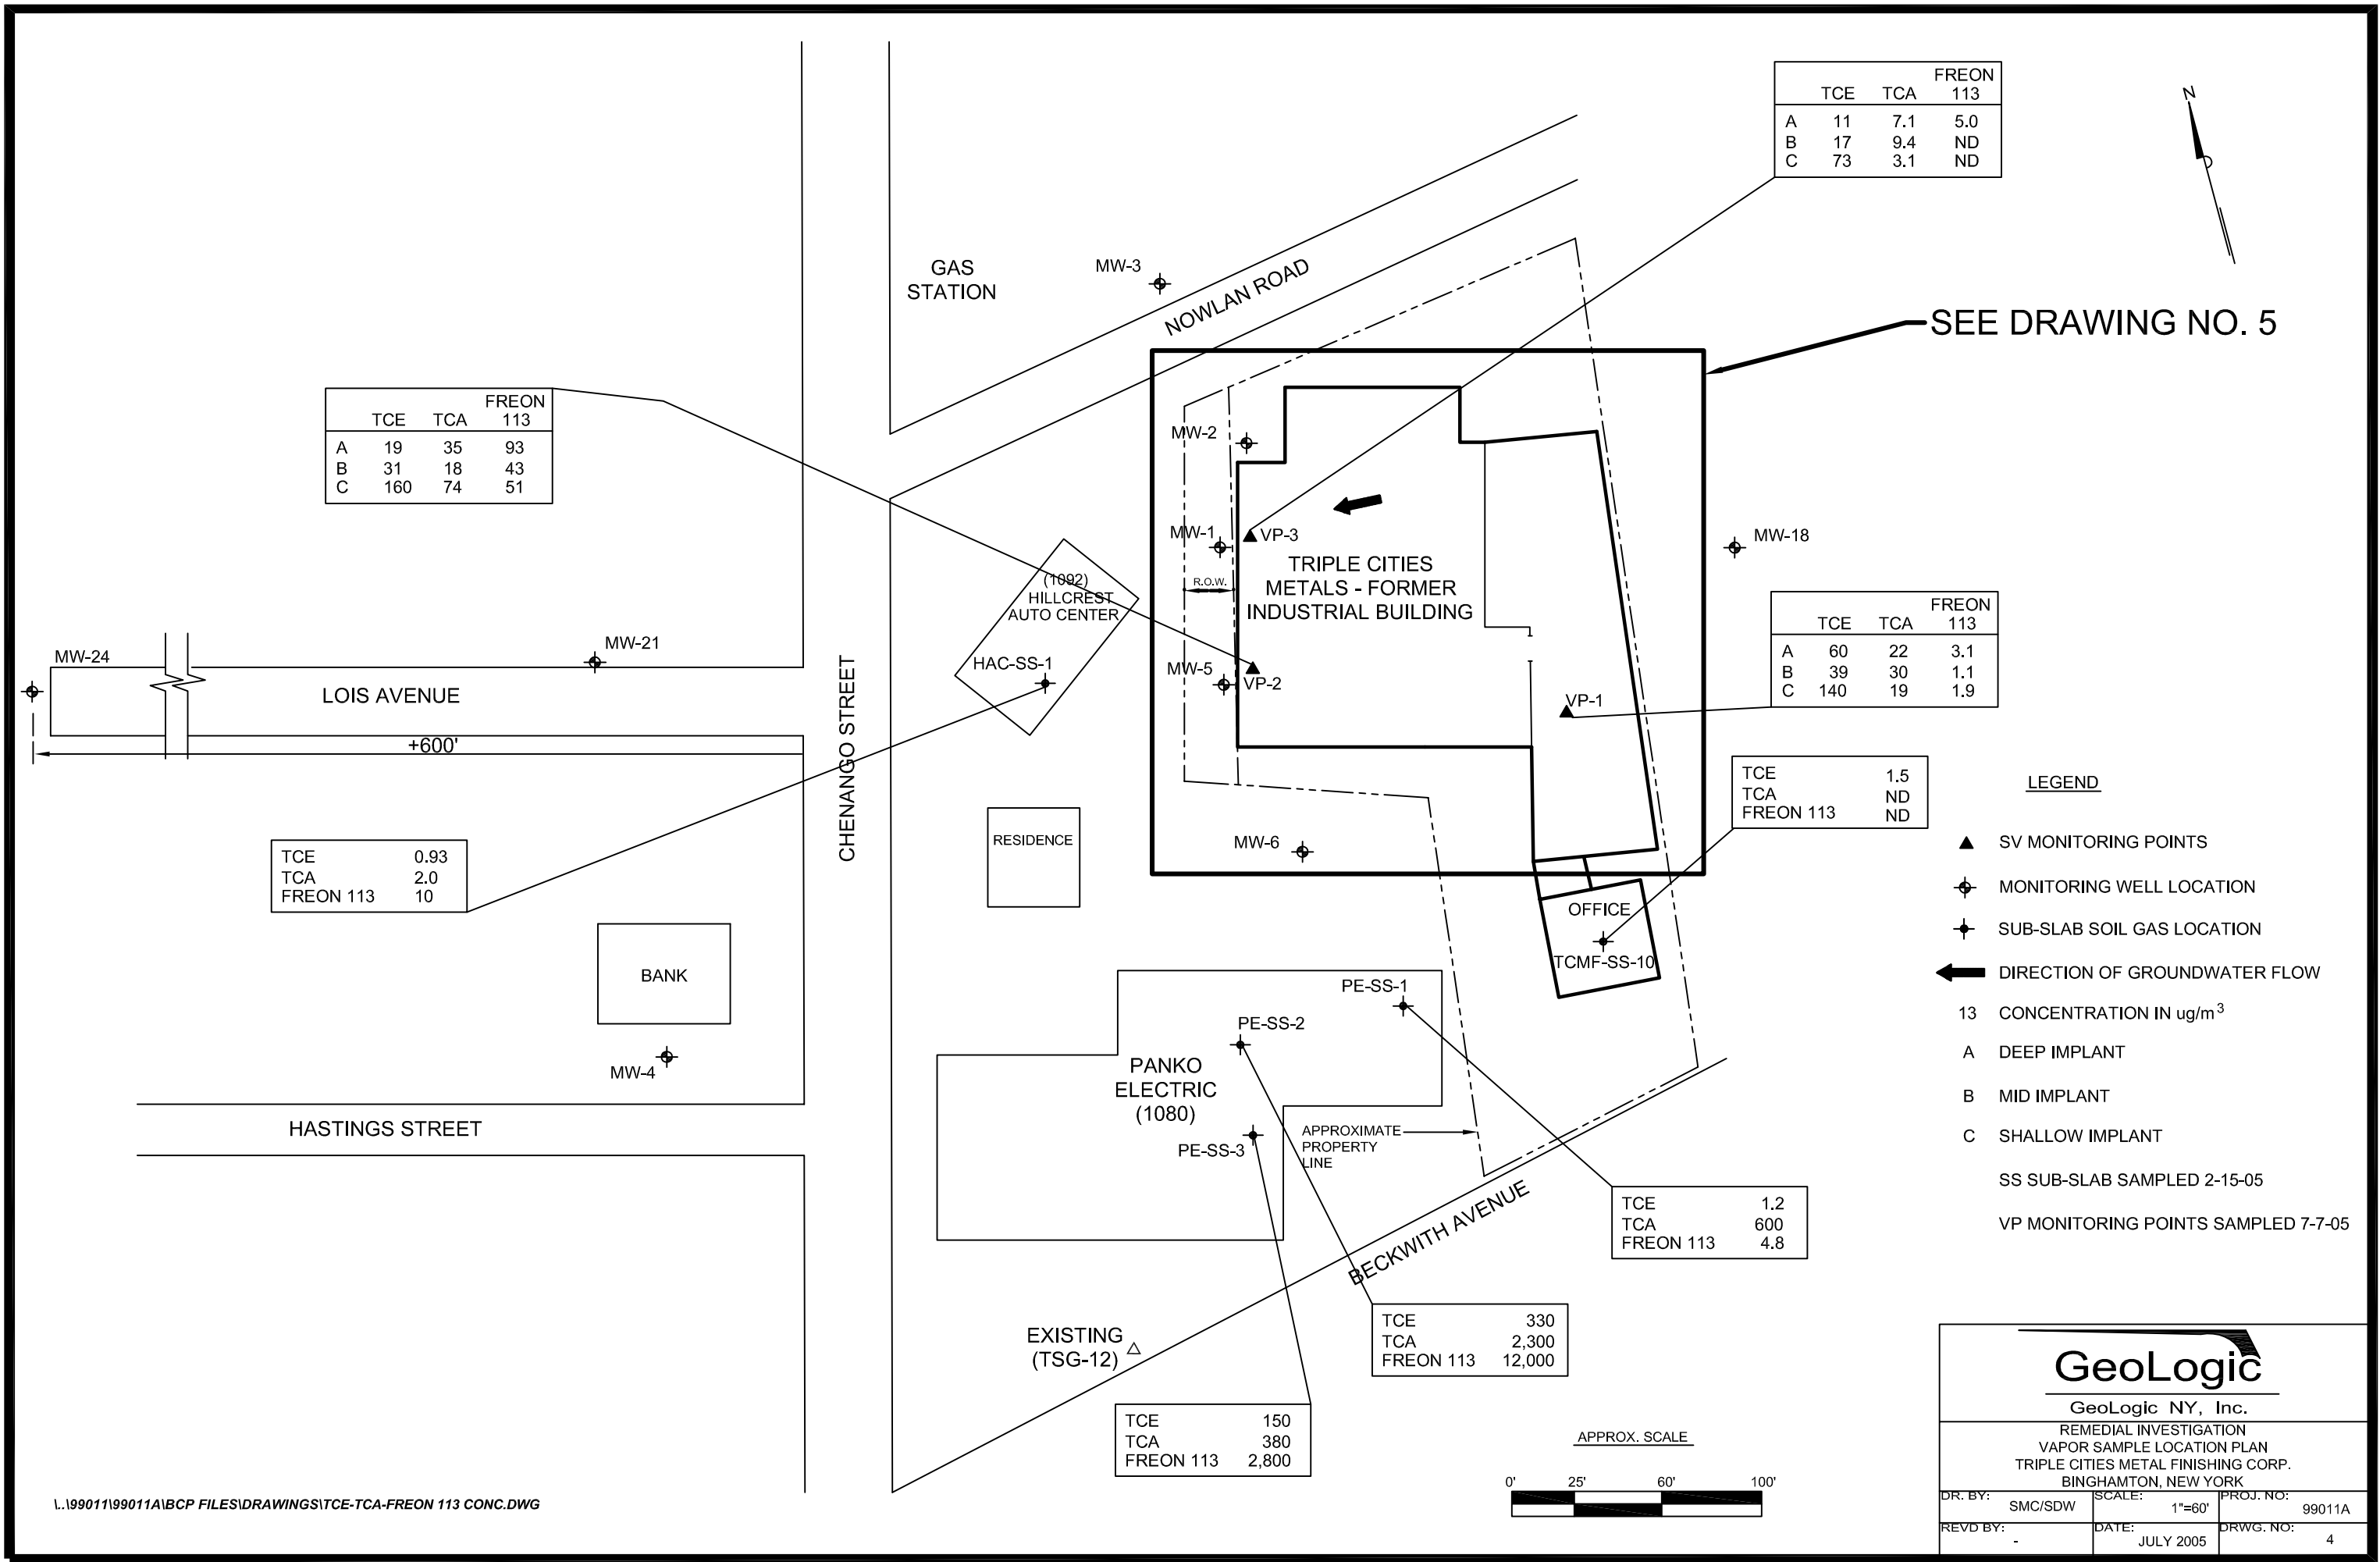 FREON
TCE TCA 113
A 11 7.1 5.0
B 17 9.4 ND
C 73 3.1 ND
N
SEE DRAWING NO. 5
GAS
STATION
MW-3
NOWLAN ROAD
FREON
TCE TCA 113
A 19 35 93
B 31 18 43
C 160 74 51
MW-2
MW-1
VP-3
MW-18
TRIPLE CITIES
METALS - FORMER
INDUSTRIAL BUILDING
R.O.W.
(1092)
HILLCREST
AUTO CENTER
HAC-SS-1
MW-5
VP-2
VP-1
FREON
TCE TCA 113
A 60 22 3.1
B 39 30 1.1
C 140 19 1.9
MW-24
MW-21
LOIS AVENUE
+600'
CHENANGO STREET
TCE 1.5
TCA ND
FREON 113 ND
TCE 0.93
TCA 2.0
FREON 113 10
RESIDENCE
MW-6
OFFICE
TCMF-SS-10
BANK
MW-4
HASTINGS STREET
PE-SS-1
PE-SS-2
PANKO
ELECTRIC
(1080)
PE-SS-3
APPROXIMATE
PROPERTY
LINE
BECKWITH AVENUE
TCE 1.2
TCA 600
FREON 113 4.8
TCE 330
TCA 2,300
FREON 113 12,000
EXISTING
(TSG-12)
TCE 150
TCA 380
FREON 113 2,800
LEGEND
SV MONITORING POINTS
MONITORING WELL LOCATION
SUB-SLAB SOIL GAS LOCATION
DIRECTION OF GROUNDWATER FLOW
13 CONCENTRATION IN ug/m³
A DEEP IMPLANT
B MID IMPLANT
C SHALLOW IMPLANT
SS SUB-SLAB SAMPLED 2-15-05
VP MONITORING POINTS SAMPLED 7-7-05
APPROX. SCALE
0' 25' 60' 100'
\..\99011\99011A\BCP FILES\DRAWINGS\TCE-TCA-FREON 113 CONC.DWG
GeoLogic
GeoLogic NY, Inc.
REMEDIAL INVESTIGATION
VAPOR SAMPLE LOCATION PLAN
TRIPLE CITIES METAL FINISHING CORP.
BINGHAMTON, NEW YORK
DR. BY: SMC/SDW SCALE: 1"=60' PROJ. NO: 99011A
REVD BY: - DATE: JULY 2005 DRWG. NO: 4